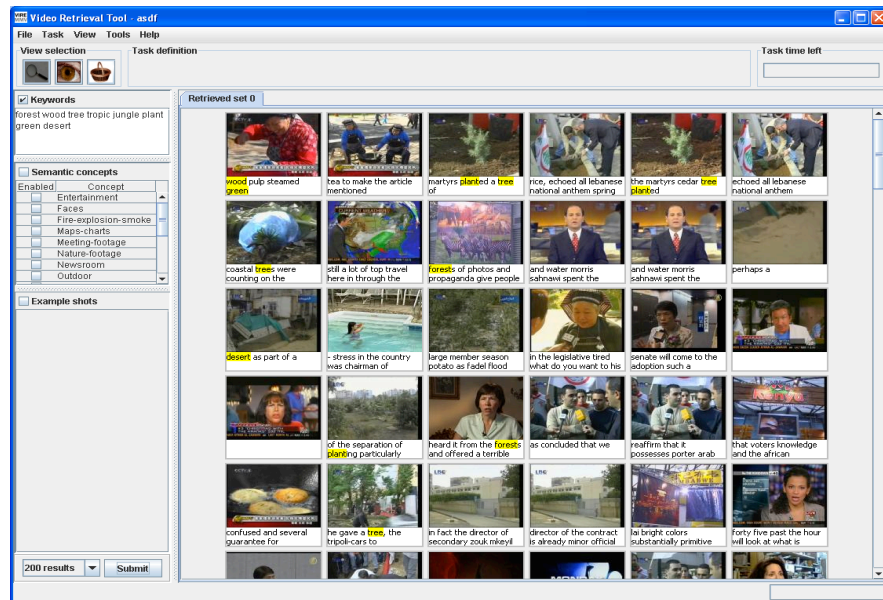 Video Retrieval Tool - asdf
File Task View Tools Help
View selection
Task definition
Task time left
Keywords
forest wood tree tropic jungle plant
green desert
Semantic concepts
Enabled Concept
Entertainment
Faces
Fire-explosion-smoke
Maps-charts
Meeting-footage
Nature-footage
Newsroom
Outdoor
Example shots
200 results
Submit
Retrieved set 0
wood pulp steamed
green
tea to make the article
mentioned
martyrs planted a tree
of
rice, echoed all lebanese
national anthem spring
the martyrs cedar tree
planted
echoed all lebanese
national anthem
coastal trees were
counting on the
still a lot of top travel
here in through the
forests of photos and
propaganda give people
and water morris
sahnawi spent the
and water morris
sahnawi spent the
perhaps a
desert as part of a
- stress in the country
was chairman of
large member season
potato as fadel flood
in the legislative tired
what do you want to his
senate will come to the
adoption such a
of the separation of
planting particularly
heard it from the forests
and offered a terrible
as concluded that we
reaffirm that it
possesses porter arab
that voters knowledge
and the african
confused and several
guarantee for
he gave a tree, the
tripoli-cars to
in fact the director of
secondary zouk mkeyil
director of the contract
is already minor official
lai bright colors
substantially primitive
forty five past the hour
will look at what is